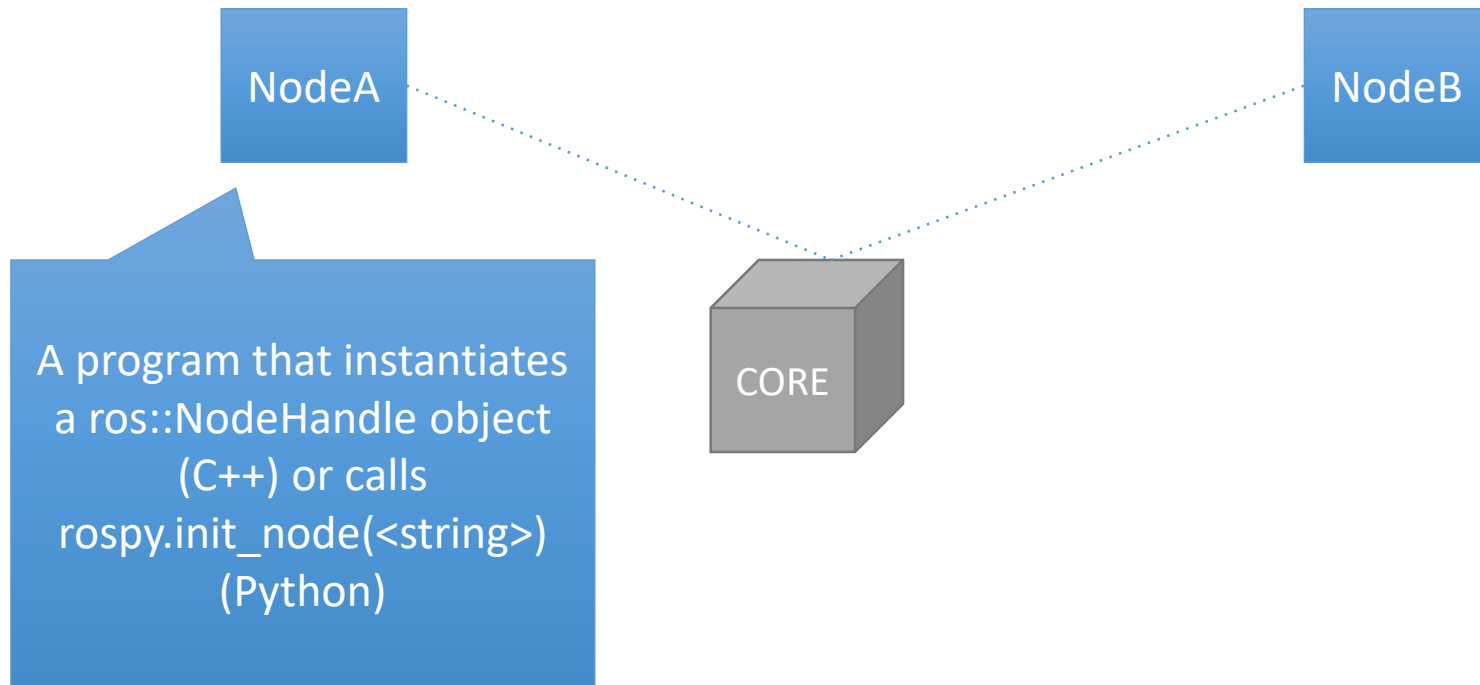 NodeA
NodeB
A program that instantiates
a ros::NodeHandle object
(C++) or calls
rospy.init_node(<string>)
(Python)
CORE